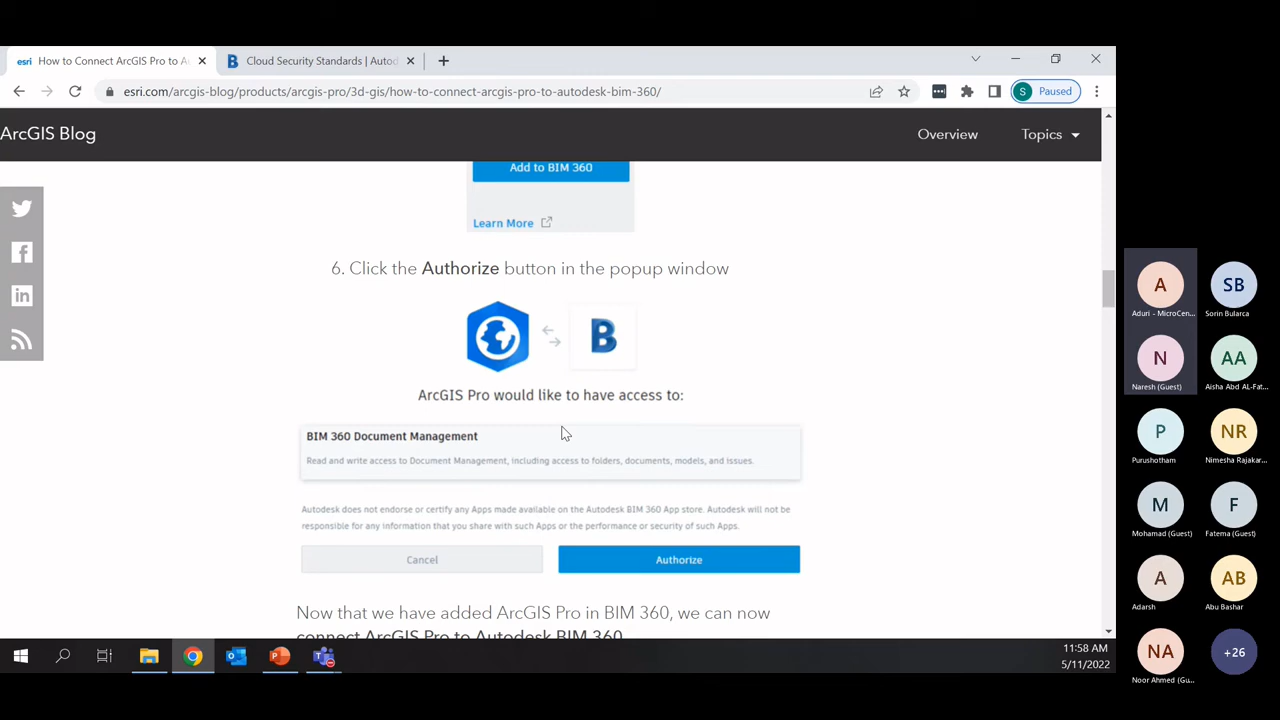 esri How to Connect ArcGIS Pro to A
B Cloud Security Standards | Autod
esri.com/arcgis-blog/products/arcgis-pro/3d-gis/how-to-connect-arcgis-pro-to-autodesk-bim-360/
S Paused
ArcGIS Blog
Overview
Topics
Add to BIM 360
Learn More
6. Click the Authorize button in the popup window
B
ArcGIS Pro would like to have access to:
BIM 360 Document Management
Read and write access to Document Management, including access to folders, documents, models, and issues.
Autodesk does not endorse or certify any Apps made available on the Autodesk BIM 360 App store. Autodesk will not be
responsible for any information that you share with such Apps or the performance or security of such Apps.
Cancel
Authorize
Now that we have added ArcGIS Pro in BIM 360, we can now
connect ArcGIS Pro to Autodesk BIM 360
11:58 AM
5/11/2022
A
Aduri - MicroCen...
SB
Sorin Bularca
N
Naresh (Guest)
AA
Aisha Abd AL-Fat...
P
Purushotham
NR
Nimesha Rajakar...
M
Mohamad (Guest)
F
Fatema (Guest)
A
Adarsh
AB
Abu Bashar
NA
Noor Ahmed (Gu...
+26